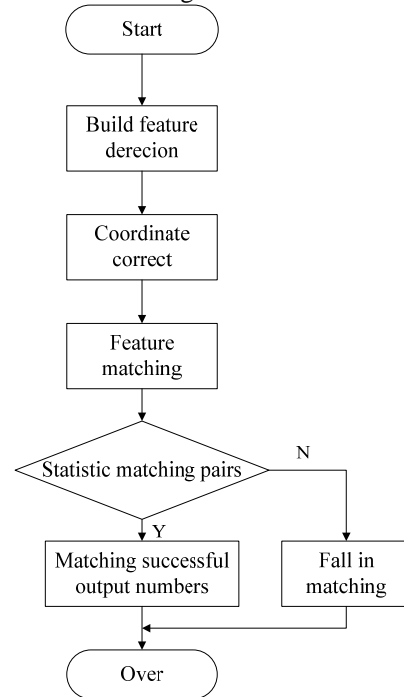 Start
Build feature
derecion
Coordinate
correct
Feature
matching
Statistic matching pairs
N
Y
Matching successful
output numbers
Fall in
matching
Over